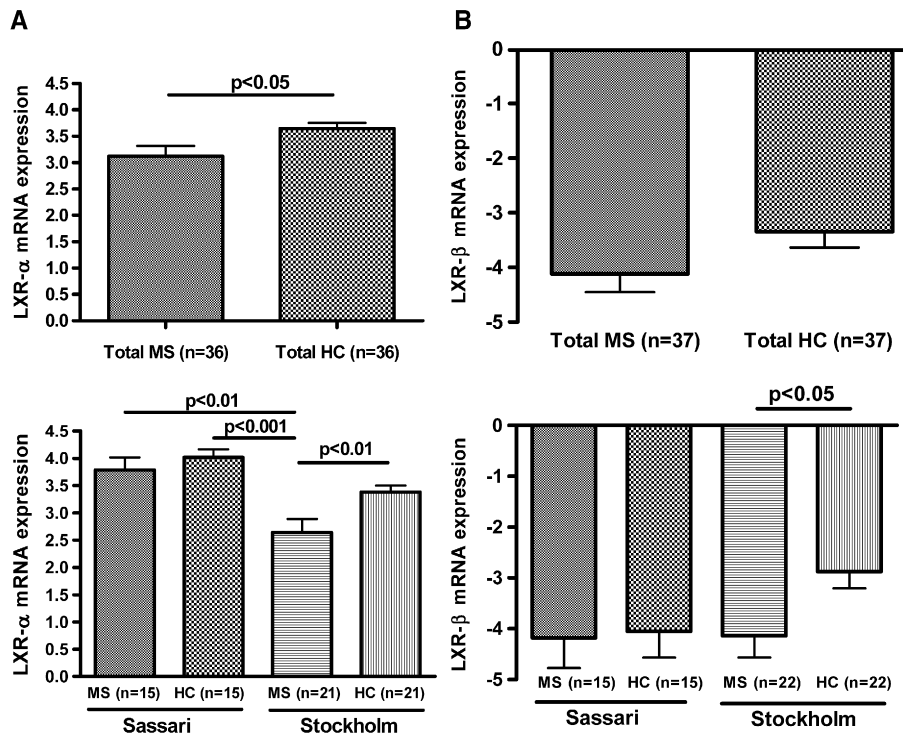 A
4.5
4.0
3.5
3.0
2.5
2.0
1.5
1.0
0.5
0.0
LXR-α mRNA expression
p<0.05
Total MS (n=36) Total HC (n=36)
B
0
-1
-2
-3
-4
-5
LXR-β mRNA expression
Total MS (n=37) Total HC (n=37)
4.5
4.0
3.5
3.0
2.5
2.0
1.5
1.0
0.5
0.0
LXR-α mRNA expression
p<0.01
p<0.001
p<0.01
MS (n=15) HC (n=15) MS (n=21) HC (n=21)
Sassari Stockholm
0
-1
-2
-3
-4
-5
LXR-β mRNA expression
p<0.05
MS (n=15) HC (n=15) MS (n=22) HC (n=22)
Sassari Stockholm